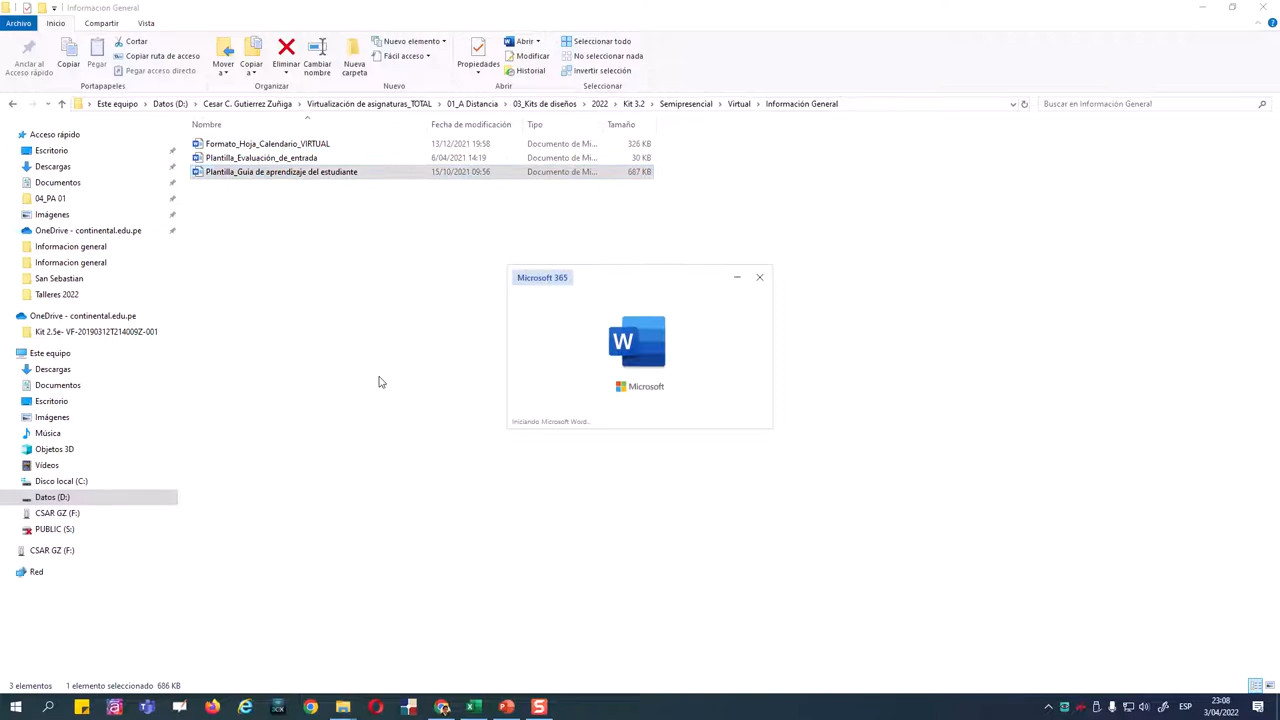 Información General
Archivo Inicio Compartir Vista
Anclar al Acceso rápido
Copiar
Pegar
Cortar
Copiar ruta de acceso
Pegar acceso directo
Portapapeles
Mover a
Copiar a
Eliminar
Cambiar nombre
Organizar
Nueva carpeta
Nuevo elemento
Fácil acceso
Nuevo
Propiedades
Abrir
Modificar
Historial
Abrir
Seleccionar todo
No seleccionar nada
Invertir selección
Seleccionar
Este equipo > Datos (D:) > Cesar C. Gutierrez Zuñiga > Virtualización de asignaturas_TOTAL > 01_A Distancia > 03_Kits de diseños > 2022 > Kit 3.2 > Semipresencial > Virtual > Información General
Buscar en Información General
Nombre Fecha de modificación Tipo Tamaño
Formato_Hoja_Calendario_VIRTUAL 13/12/2021 19:58 Documento de Mi... 326 KB
Plantilla_Evaluación_de_entrada 6/04/2021 14:19 Documento de Mi... 30 KB
Plantilla_Guia de aprendizaje del estudiante 15/10/2021 09:56 Documento de Mi... 687 KB
Acceso rápido
Escritorio
Descargas
Documentos
04_PA 01
Imágenes
OneDrive - continental.edu.pe
Informacion general
Informacion general
San Sebastian
Talleres 2022
OneDrive - continental.edu.pe
Kit 2.5e- VF-20190312T214009Z-001
Este equipo
Descargas
Documentos
Escritorio
Imágenes
Música
Objetos 3D
Vídeos
Disco local (C:)
Datos (D:)
CSAR GZ (F:)
PUBLIC (S:)
CSAR GZ (F:)
Red
Microsoft 365
W
Microsoft
Iniciando Microsoft Word...
3 elementos 1 elemento seleccionado 686 KB
ESP
23:08
3/04/2022